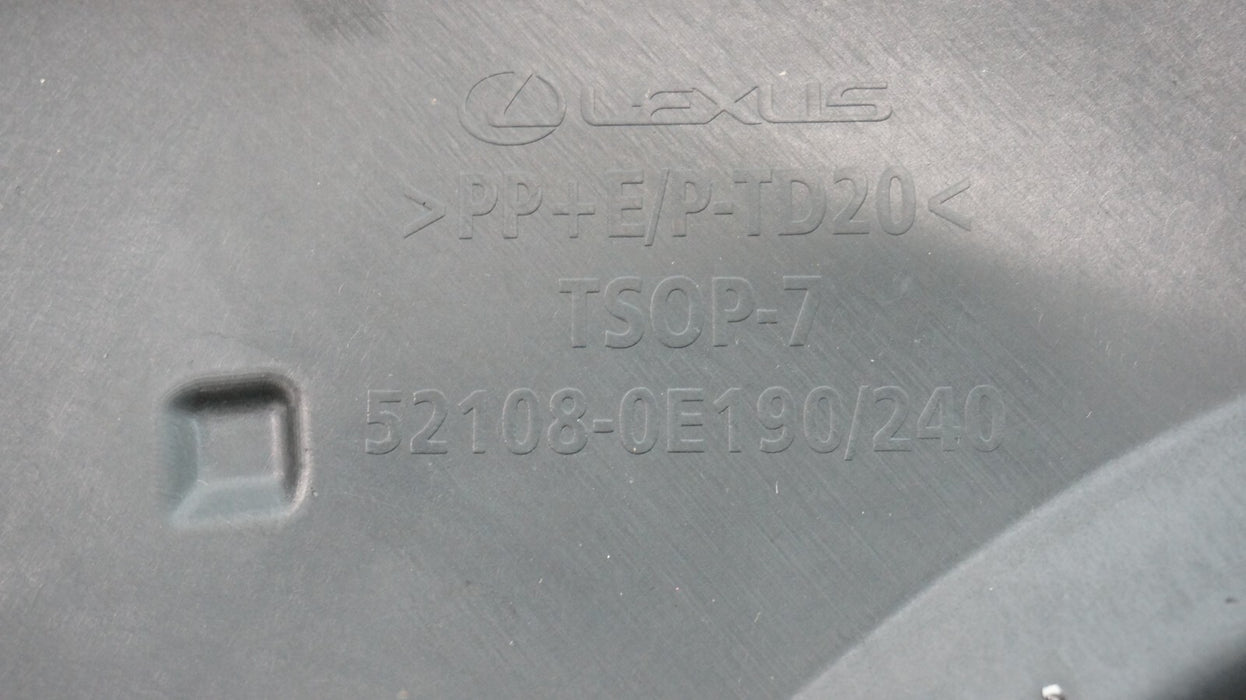 LEXUS
>PP+E/P-TD20<
TSOP-7
52108-0E190/240